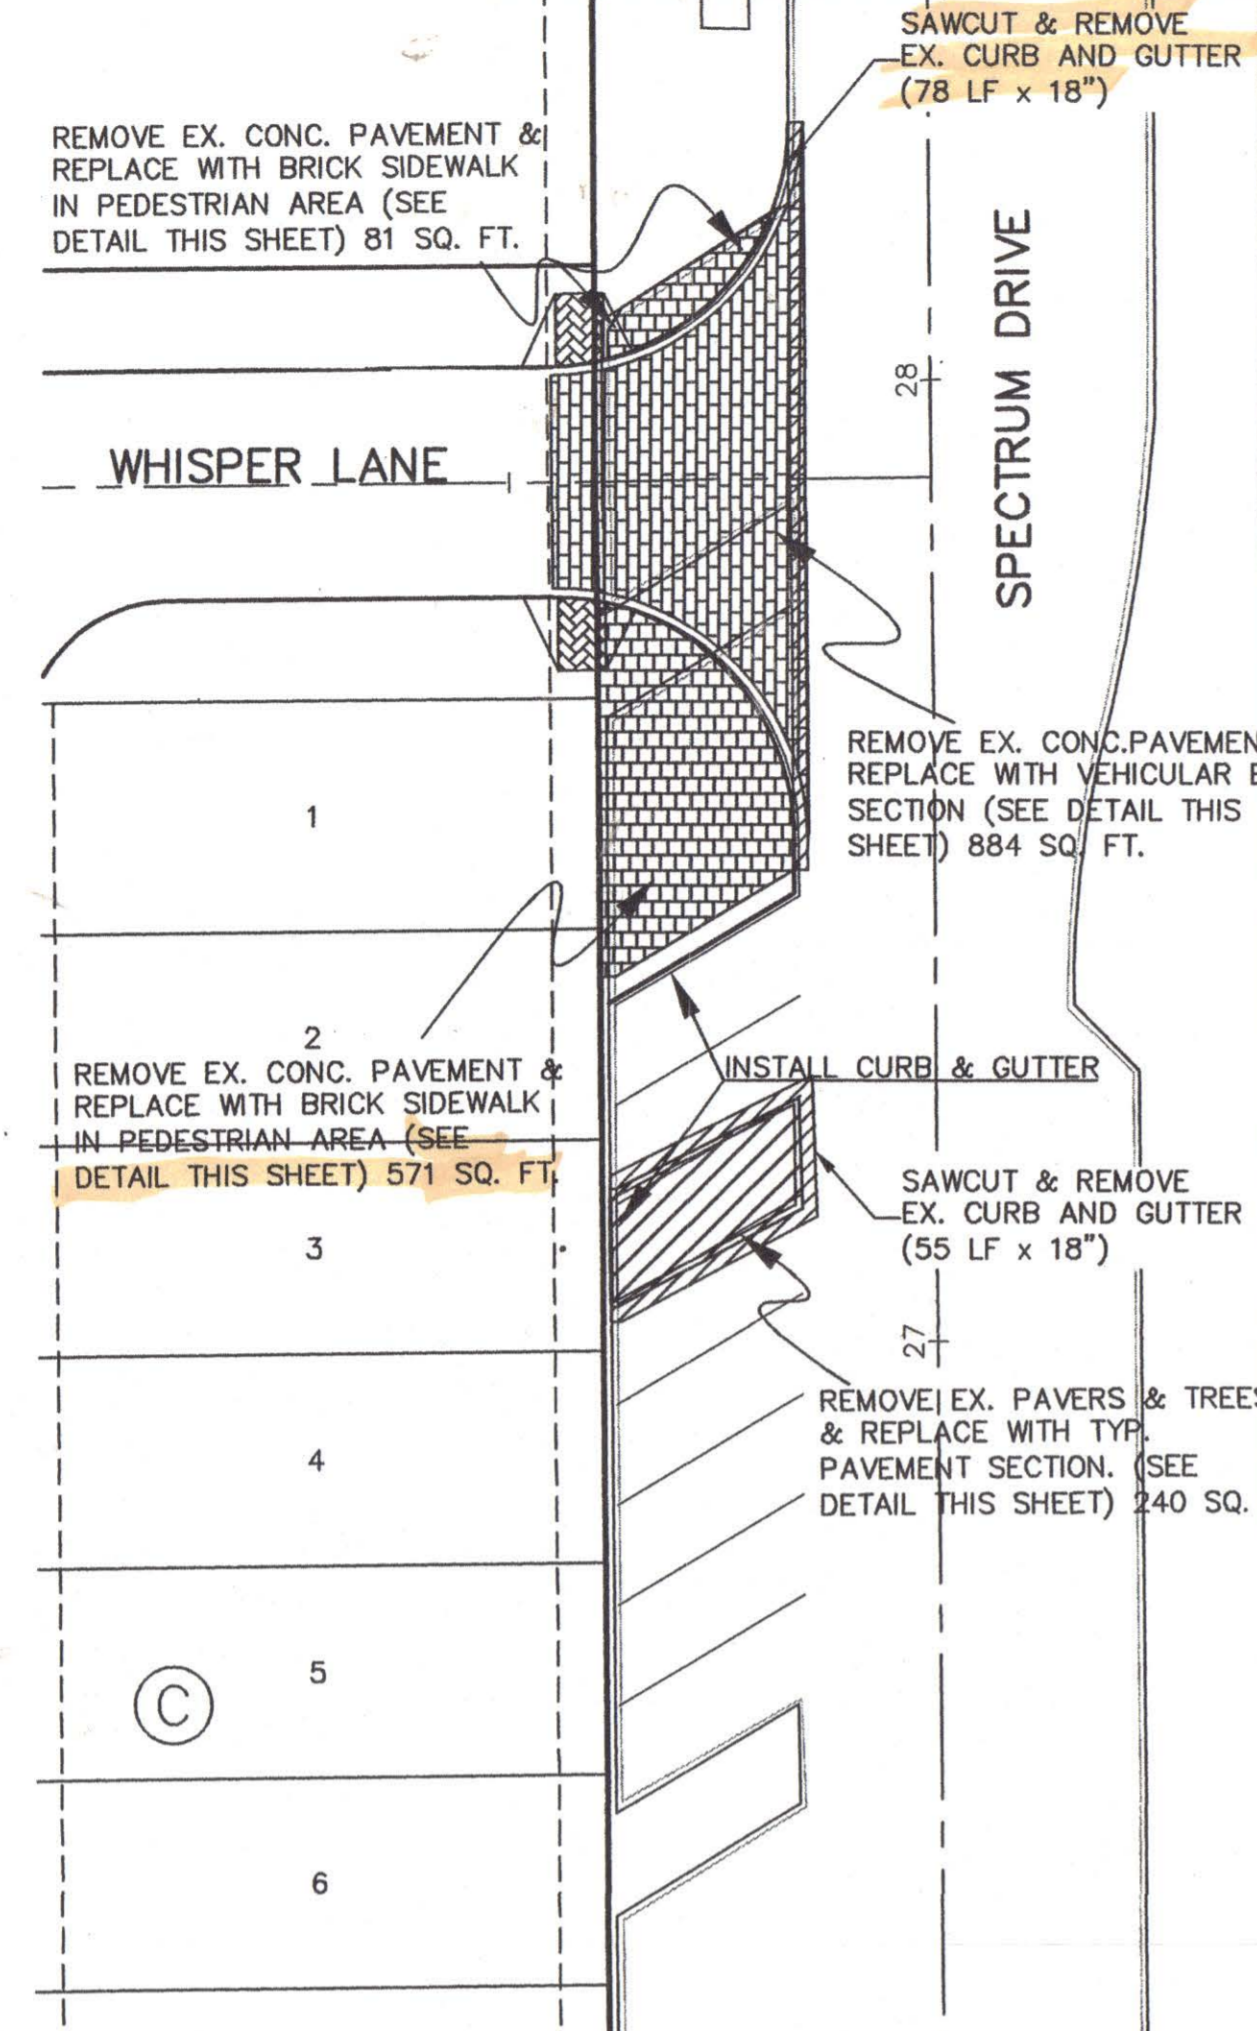 SAWCUT & REMOVE
EX. CURB AND GUTTER
(78 LF x 18")
REMOVE EX. CONC. PAVEMENT &
REPLACE WITH BRICK SIDEWALK
IN PEDESTRIAN AREA (SEE
DETAIL THIS SHEET) 81 SQ. FT.
28
SPECTRUM DRIVE
WHISPER LANE
REMOVE EX. CONC.PAVEMEN
REPLACE WITH VEHICULAR
SECTION (SEE DETAIL THIS
SHEET) 884 SQ. FT.
1
2
REMOVE EX. CONC. PAVEMENT &
REPLACE WITH BRICK SIDEWALK
IN PEDESTRIAN AREA (SEE
DETAIL THIS SHEET) 571 SQ. FT.
INSTALL CURB & GUTTER
SAWCUT & REMOVE
EX. CURB AND GUTTER
(55 LF x 18")
3
27
REMOVE EX. PAVERS & TREES
& REPLACE WITH TYP.
PAVEMENT SECTION. (SEE
DETAIL THIS SHEET) 240 SQ.
4
5
C
6